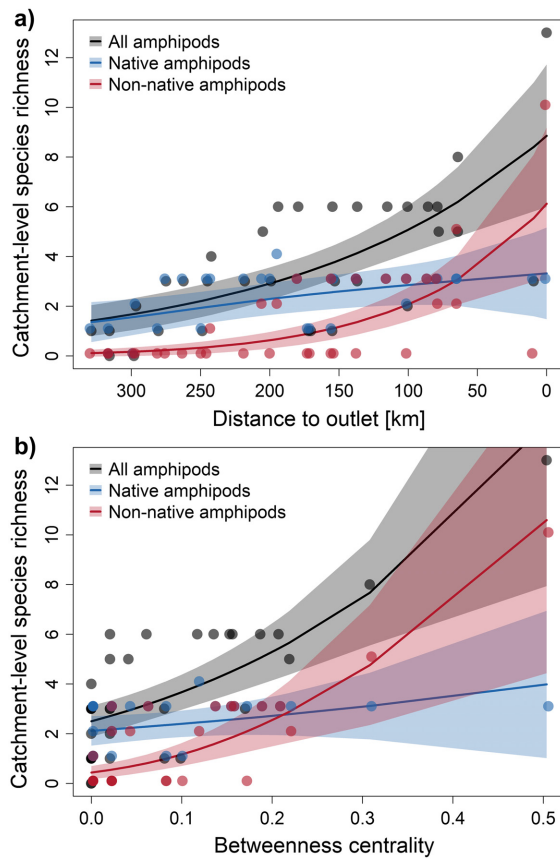 a)
All amphipods
Native amphipods
Non-native amphipods
Catchment-level species richness
12
10
8
6
4
2
0
300 250 200 150 100 50 0
Distance to outlet [km]
b)
All amphipods
Native amphipods
Non-native amphipods
Catchment-level species richness
12
10
8
6
4
2
0
0.0 0.1 0.2 0.3 0.4 0.5
Betweenness centrality